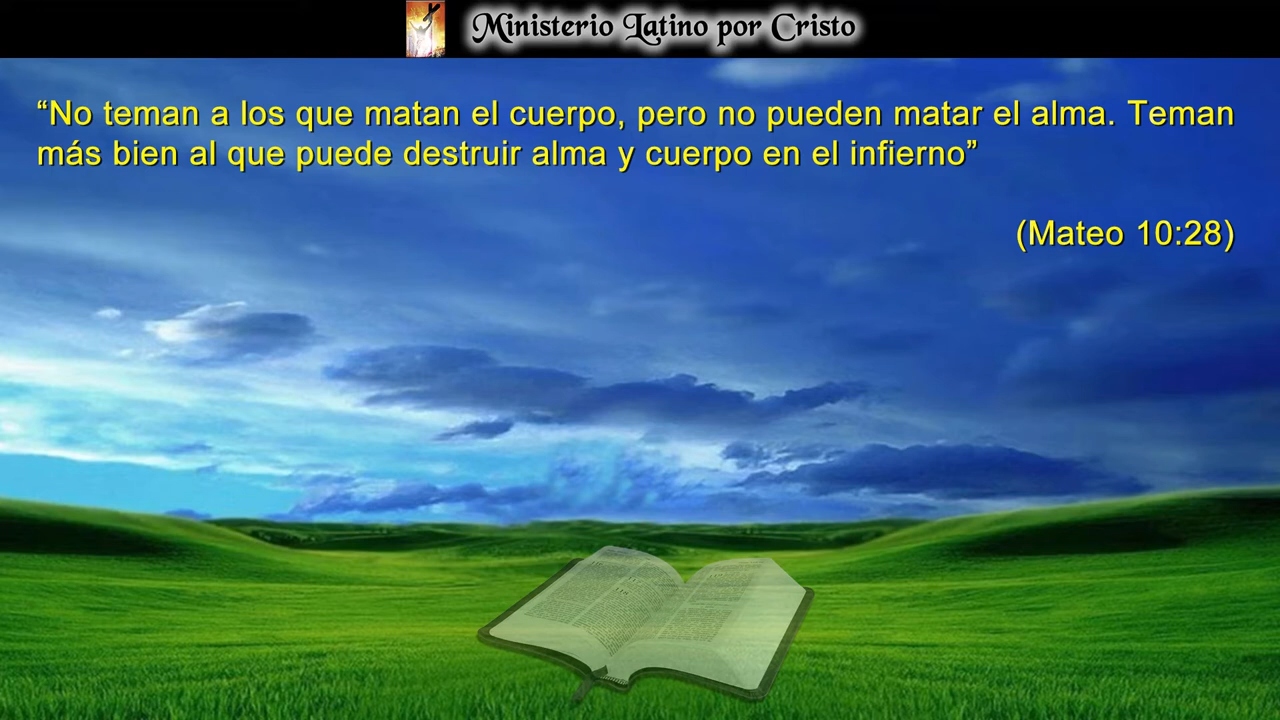 Ministerio Latino por Cristo
“No teman a los que matan el cuerpo, pero no pueden matar el alma. Teman
más bien al que puede destruir alma y cuerpo en el infierno”
(Mateo 10:28)